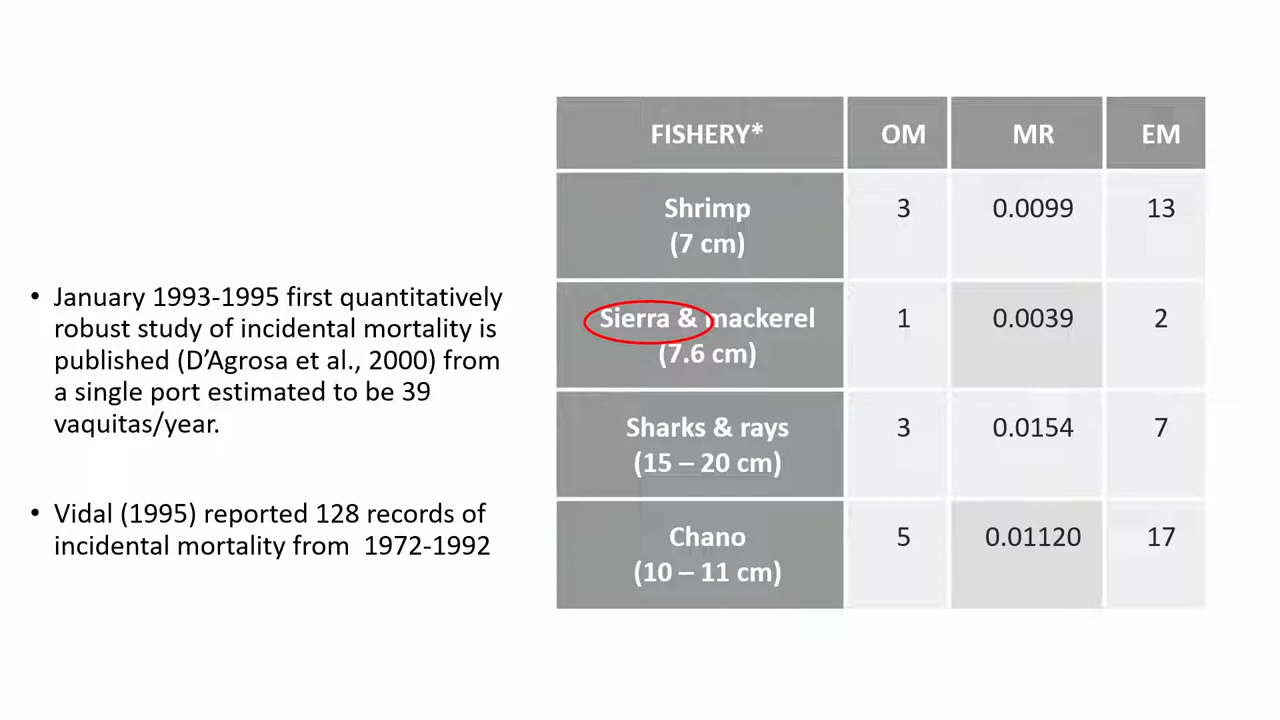 • January 1993-1995 first quantitatively
robust study of incidental mortality is
published (D’Agrosa et al., 2000) from
a single port estimated to be 39
vaquitas/year.
• Vidal (1995) reported 128 records of
incidental mortality from  1972-1992
FISHERY* OM MR EM
Shrimp
(7 cm) 3 0.0099 13
Sierra & mackerel
(7.6 cm) 1 0.0039 2
Sharks & rays
(15 – 20 cm) 3 0.0154 7
Chano
(10 – 11 cm) 5 0.01120 17